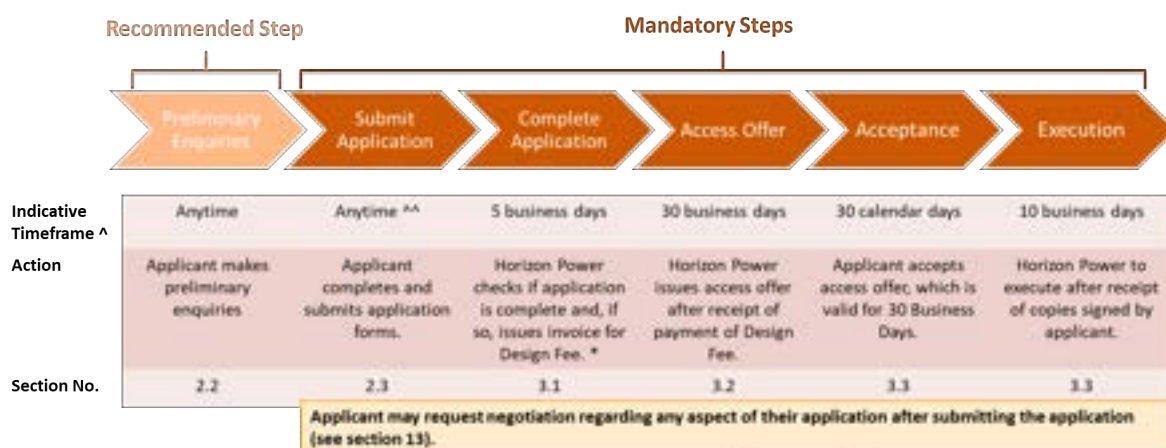 Recommended Step
Mandatory Steps
Preliminary
Enquiries
Submit
Application
Complete
Application
Access Offer
Acceptance
Execution
Indicative
Timeframe ^
Anytime
Anytime ^^
5 business days
30 business days
30 calendar days
10 business days
Action
Applicant makes
preliminary
enquiries
Applicant
completes and
submits application
forms.
Horizon Power
checks if application
is complete and, if
so, issues invoice for
Design Fee. *
Horizon Power
issues access offer
after receipt of
payment of Design
Fee.
Applicant accepts
access offer, which is
valid for 30 Business
Days.
Horizon Power to
execute after receipt
of copies signed by
applicant.
Section No.
2.2
2.3
3.1
3.2
3.3
3.3
Applicant may request negotiation regarding any aspect of their application after submitting the application
(see section 13).